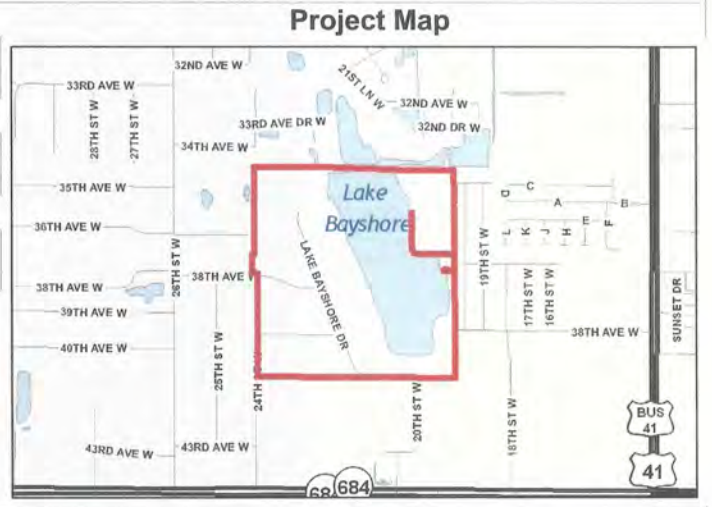 Project Map
32ND AVE W
33RD AVE W
21ST LN W
32ND AVE W
28TH ST W
27TH ST W
33RD AVE DR W
32ND DR W
34TH AVE W
35TH AVE W
Lake
Bayshore
G
C
A
B
E
F
36TH AVE W
L
K
J
H
26TH ST W
LAKE BAYSHORE DR
19TH ST W
38TH AVE W
38TH AVE W
17TH ST W
16TH ST W
SUNSET DR
39TH AVE W
38TH AVE W
40TH AVE W
25TH ST W
24TH
20TH ST W
18TH ST W
BUS
41
43RD AVE W
43RD AVE W
41
68
684